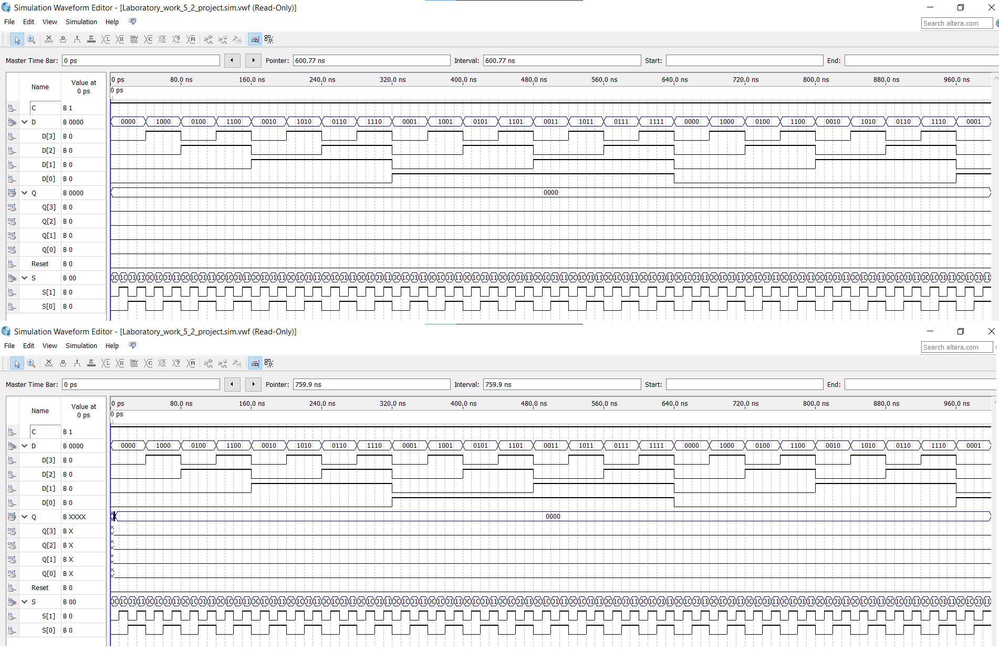 Simulation Waveform Editor - [Laboratory_work_5_2_project.sim.vwf (Read-Only)]
File Edit View Simulation Help
Search altera.com
Master Time Bar: 0 ps Pointer: 600.77 ns Interval: 600.77 ns Start: End:
Name Value at 0 ps
0 ps 80.0 ns 160.0 ns 240.0 ns 320.0 ns 400.0 ns 480.0 ns 560.0 ns 640.0 ns 720.0 ns 800.0 ns 880.0 ns 960.0 ns
0 ps
C B 1
D B 0000 0000 1000 0100 1100 0010 1010 0110 1110 0001 1001 0101 1101 0011 1011 0111 1111 0000 1000 0100 1100 0010 1010 0110 1110 0001
D[3] B 0
D[2] B 0
D[1] B 0
D[0] B 0
Q B 0000 0000
Q[3] B 0
Q[2] B 0
Q[1] B 0
Q[0] B 0
Reset B 0
S B 00
S[1] B 0
S[0] B 0
Simulation Waveform Editor - [Laboratory_work_5_2_project.sim.vwf (Read-Only)]
File Edit View Simulation Help
Search altera.com
Master Time Bar: 0 ps Pointer: 759.9 ns Interval: 759.9 ns Start: End:
Name Value at 0 ps
0 ps 80.0 ns 160.0 ns 240.0 ns 320.0 ns 400.0 ns 480.0 ns 560.0 ns 640.0 ns 720.0 ns 800.0 ns 880.0 ns 960.0 ns
0 ps
C B 1
D B 0000 0000 1000 0100 1100 0010 1010 0110 1110 0001 1001 0101 1101 0011 1011 0111 1111 0000 1000 0100 1100 0010 1010 0110 1110 0001
D[3] B 0
D[2] B 0
D[1] B 0
D[0] B 0
Q B XXXX 0000
Q[3] B X
Q[2] B X
Q[1] B X
Q[0] B X
Reset B 0
S B 00
S[1] B 0
S[0] B 0